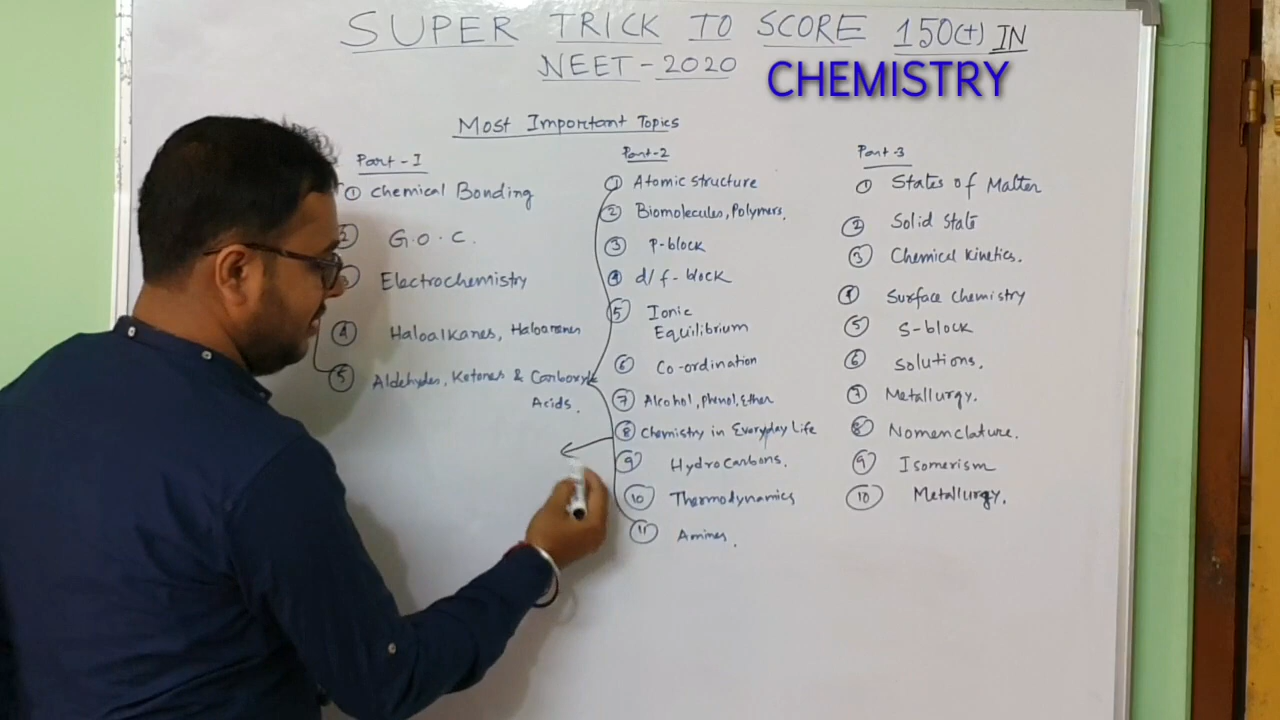 SUPER TRICK TO SCORE 150(+) IN
NEET-2020 CHEMISTRY
Most Important Topics
Part-I
① Chemical Bonding
2 G.O.C.
3 Electrochemistry
④ Haloalkanes, Haloarenes
⑤ Aldehydes, Ketones & Carboxylic
Acids.
Part-2
① Atomic structure
② Biomolecules, Polymers.
③ P-block
④ d/f-block
⑤ Ionic
Equilibrium
⑥ Co-ordination
⑦ Alcohol, Phenol, Ether
⑧ Chemistry in Everyday Life
⑨ Hydrocarbons.
⑩ Thermodynamics
⑪ Amines.
Part-3
① States of Matter
② Solid State
③ Chemical Kinetics.
④ Surface Chemistry
⑤ S-block
⑥ Solutions.
⑦ Metallurgy.
⑧ Nomenclature.
⑨ Isomerism
⑩ Metallurgy.